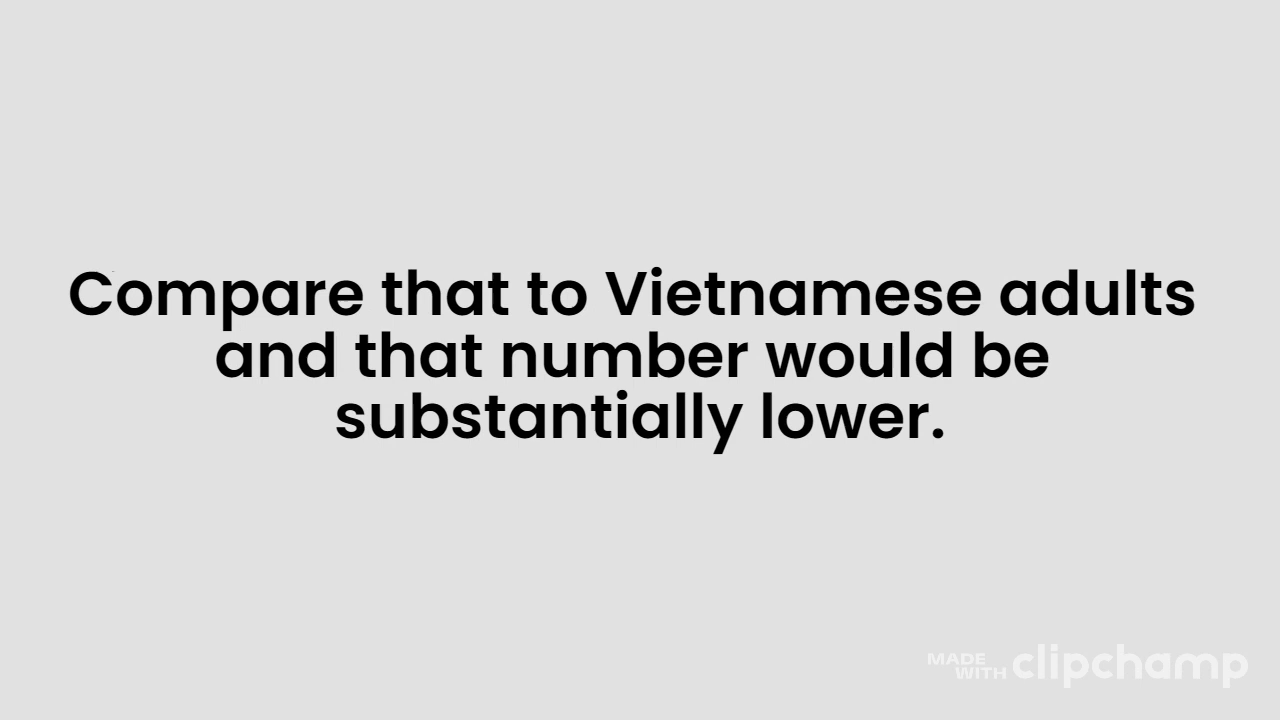 Compare that to Vietnamese adults
and that number would be
substantially lower.
MADE
WITH clipchamp